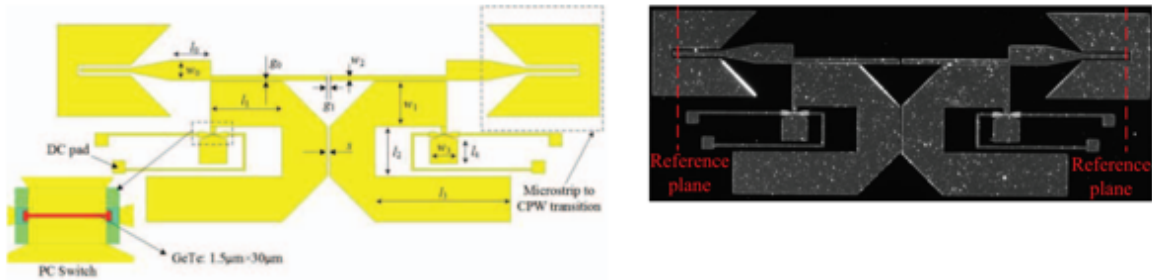 l₀
w₀
g₀
w₂
g₁
l₁
w₁
DC pad
s
l₂
w₃
l₄
l₃
Microstrip to
CPW transition
GeTe: 1.5μm×30μm
PC Switch
Reference
plane
Reference
plane